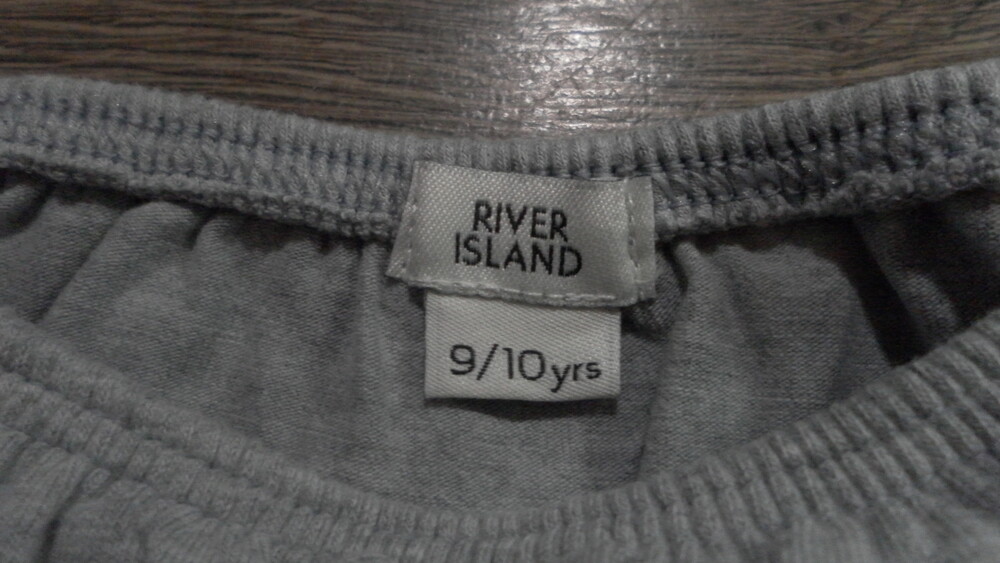 RIVER
ISLAND
9/10yrs